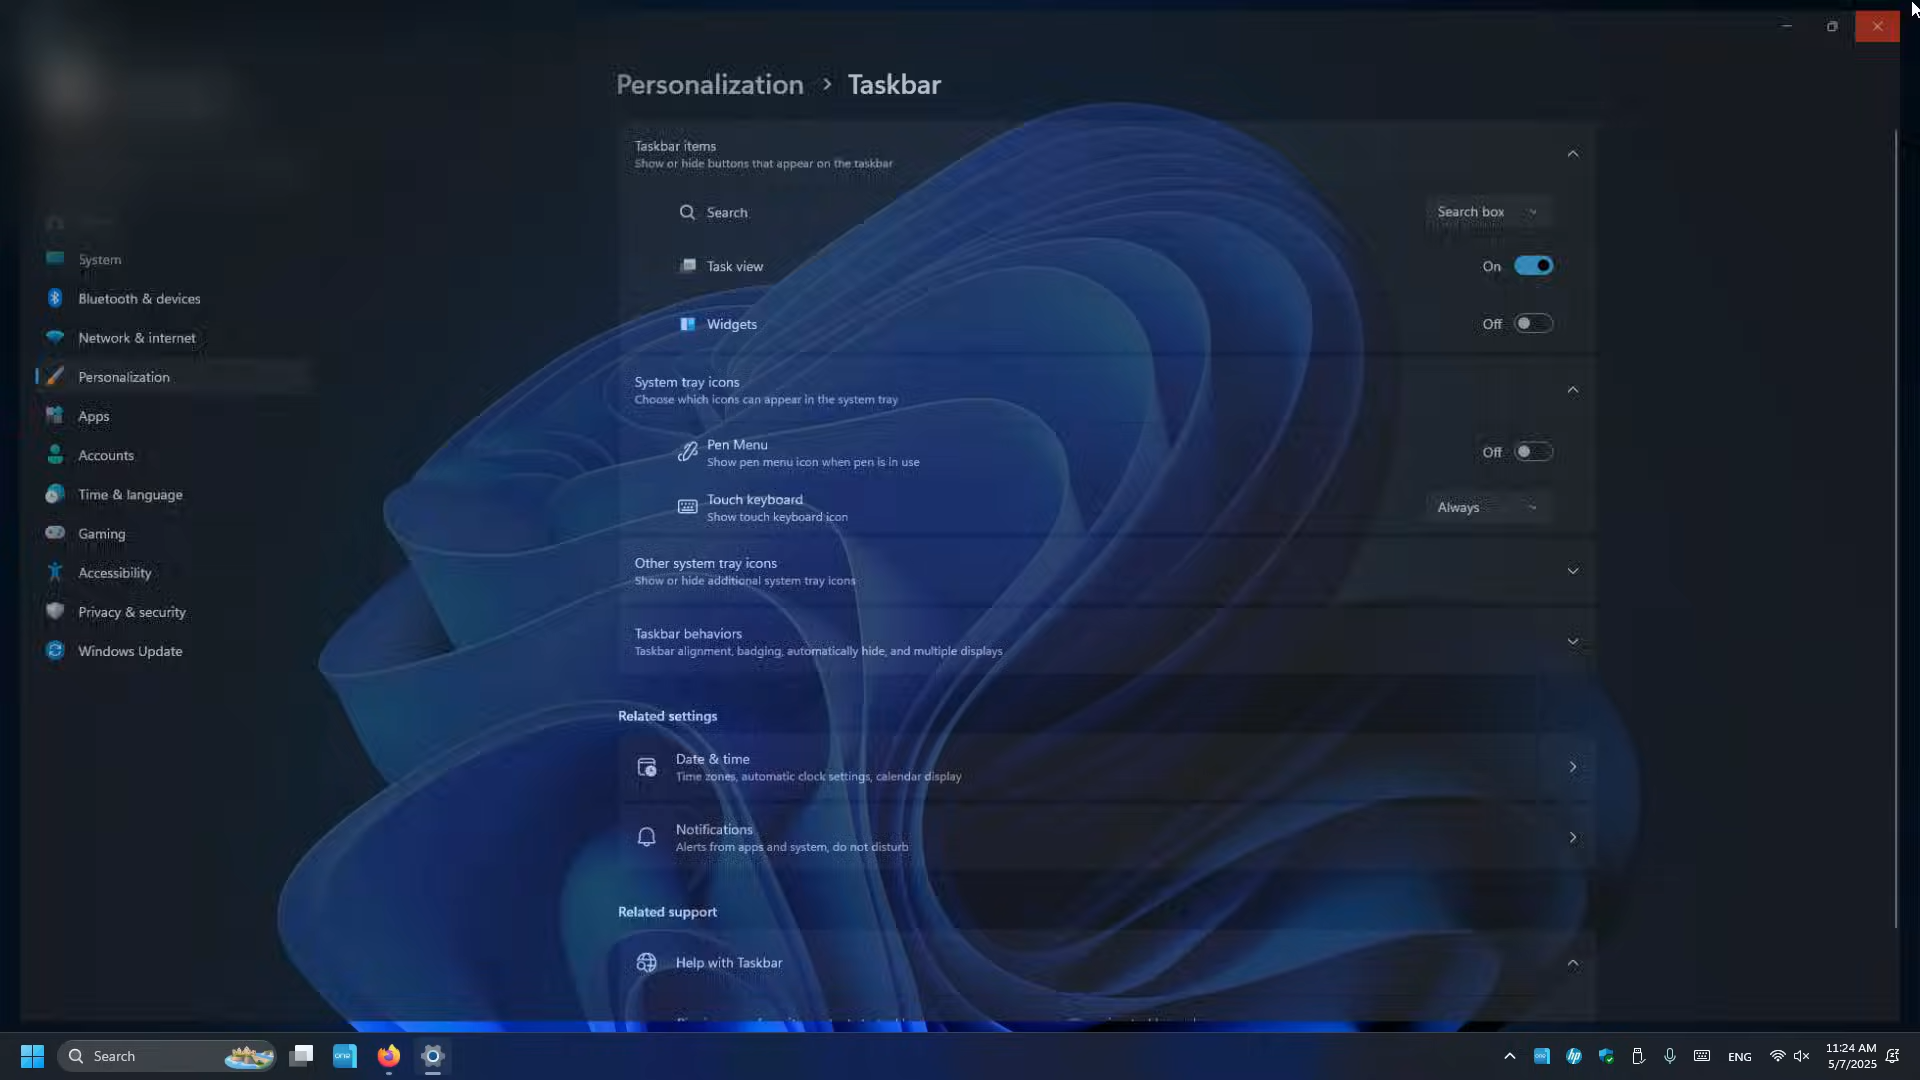 Personalization > Taskbar
Taskbar items
Show or hide buttons that appear on the taskbar
Search
Search box
Task view
On
Widgets
Off
System tray icons
Choose which icons can appear in the system tray
Pen Menu
Show pen menu icon when pen is in use
Off
Touch keyboard
Show touch keyboard icon
Always
Other system tray icons
Show or hide additional system tray icons
Taskbar behaviors
Taskbar alignment, badging, automatically hide, and multiple displays
Related settings
Date & time
Time zones, automatic clock settings, calendar display
Notifications
Alerts from apps and system, do not disturb
Related support
Help with Taskbar
System
Bluetooth & devices
Network & internet
Personalization
Apps
Accounts
Time & language
Gaming
Accessibility
Privacy & security
Windows Update
Search
one
hp
ENG
11:24 AM
5/7/2025